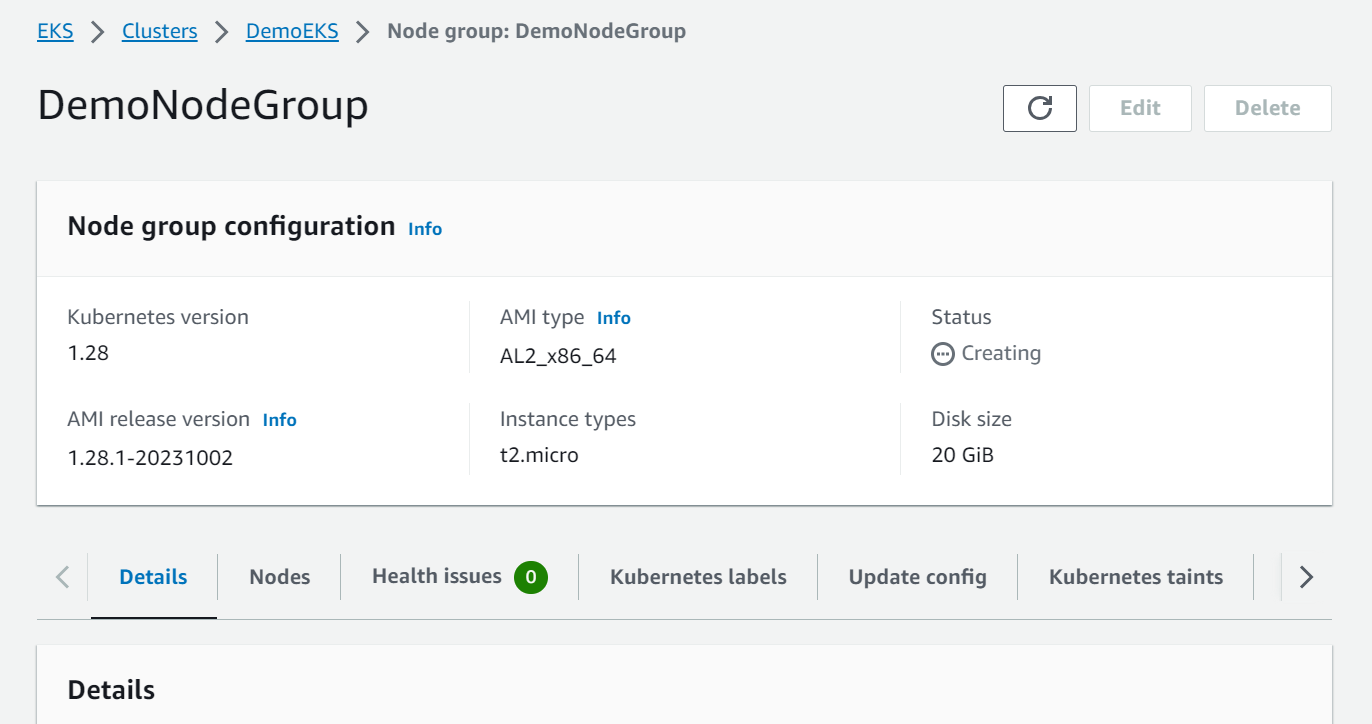 EKS Clusters DemoEKS Node group: DemoNodeGroup
DemoNodeGroup
Edit Delete
Node group configuration Info
Kubernetes version
1.28
AMI type Info
AL2_x86_64
Status
Creating
AMI release version Info
1.28.1-20231002
Instance types
t2.micro
Disk size
20 GiB
Details Nodes Health issues 0 Kubernetes labels Update config Kubernetes taints
Details